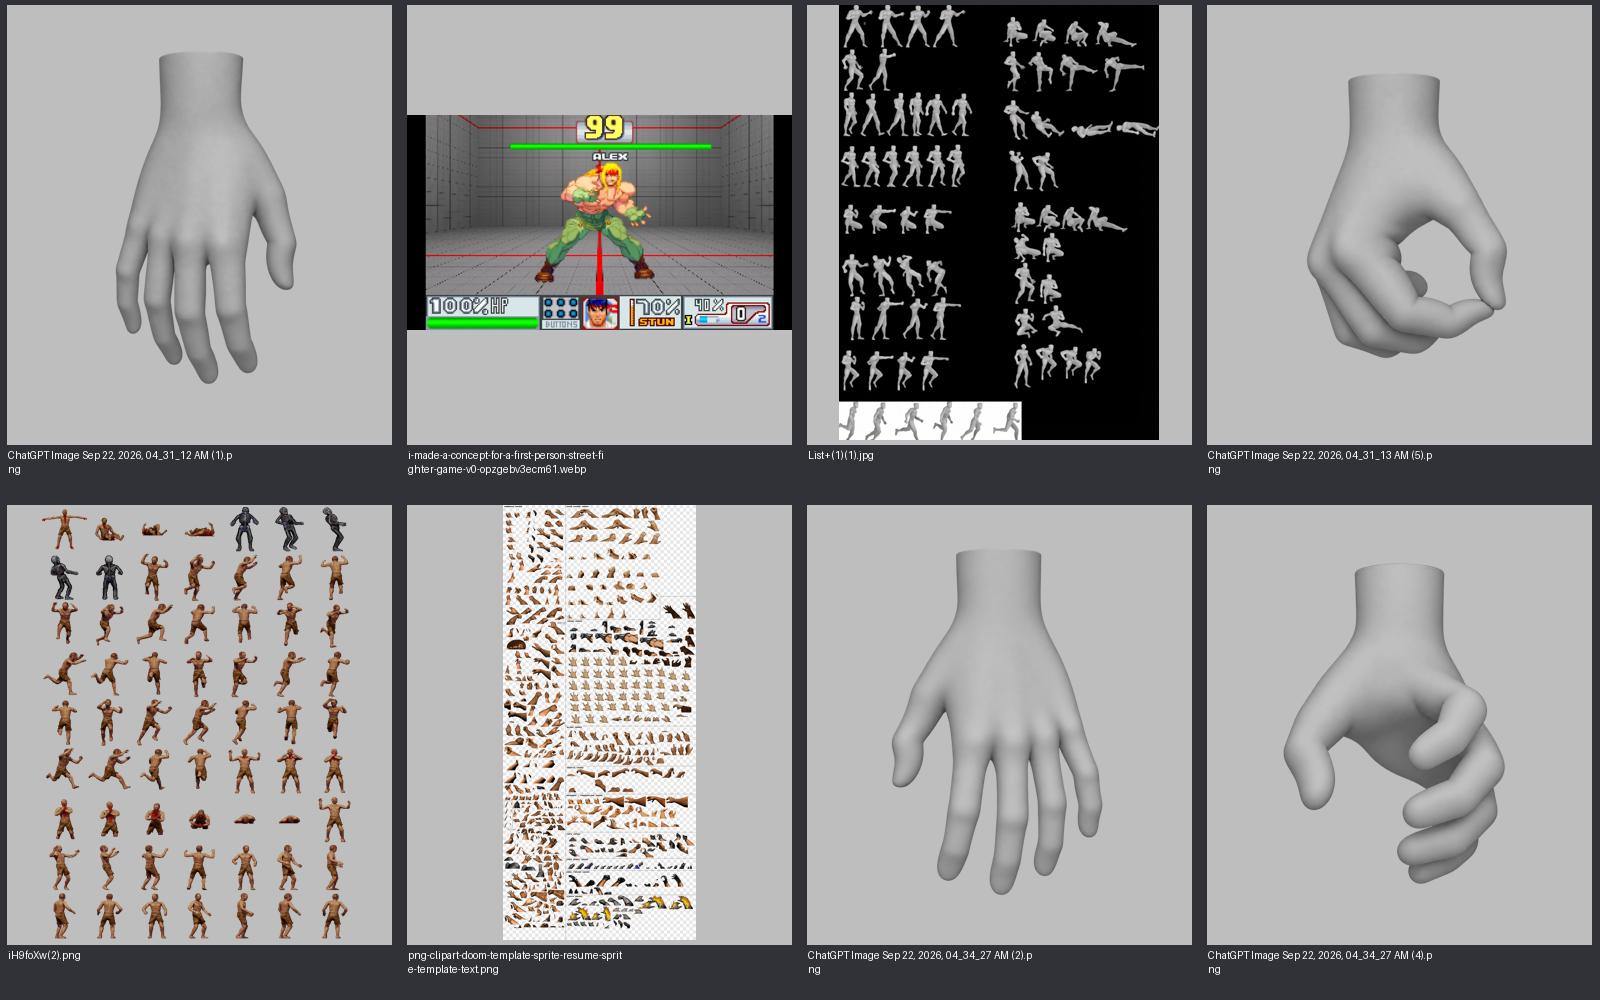 99
ALEX
100% HP
BUTTONS
70%
STUN
40%
I
0
2
ChatGPT Image Sep 22, 2026, 04_31_12 AM (1).p
ng
i-made-a-concept-for-a-first-person-street-fi
ghter-game-v0-opzgebv3ecm61.webp
List+(1)(1).jpg
ChatGPT Image Sep 22, 2026, 04_31_13 AM (5).p
ng
iH9foXw(2).png
png-clipart-doom-template-sprite-resume-sprit
e-template-text.png
ChatGPT Image Sep 22, 2026, 04_34_27 AM (2).p
ng
ChatGPT Image Sep 22, 2026, 04_34_27 AM (4).p
ng